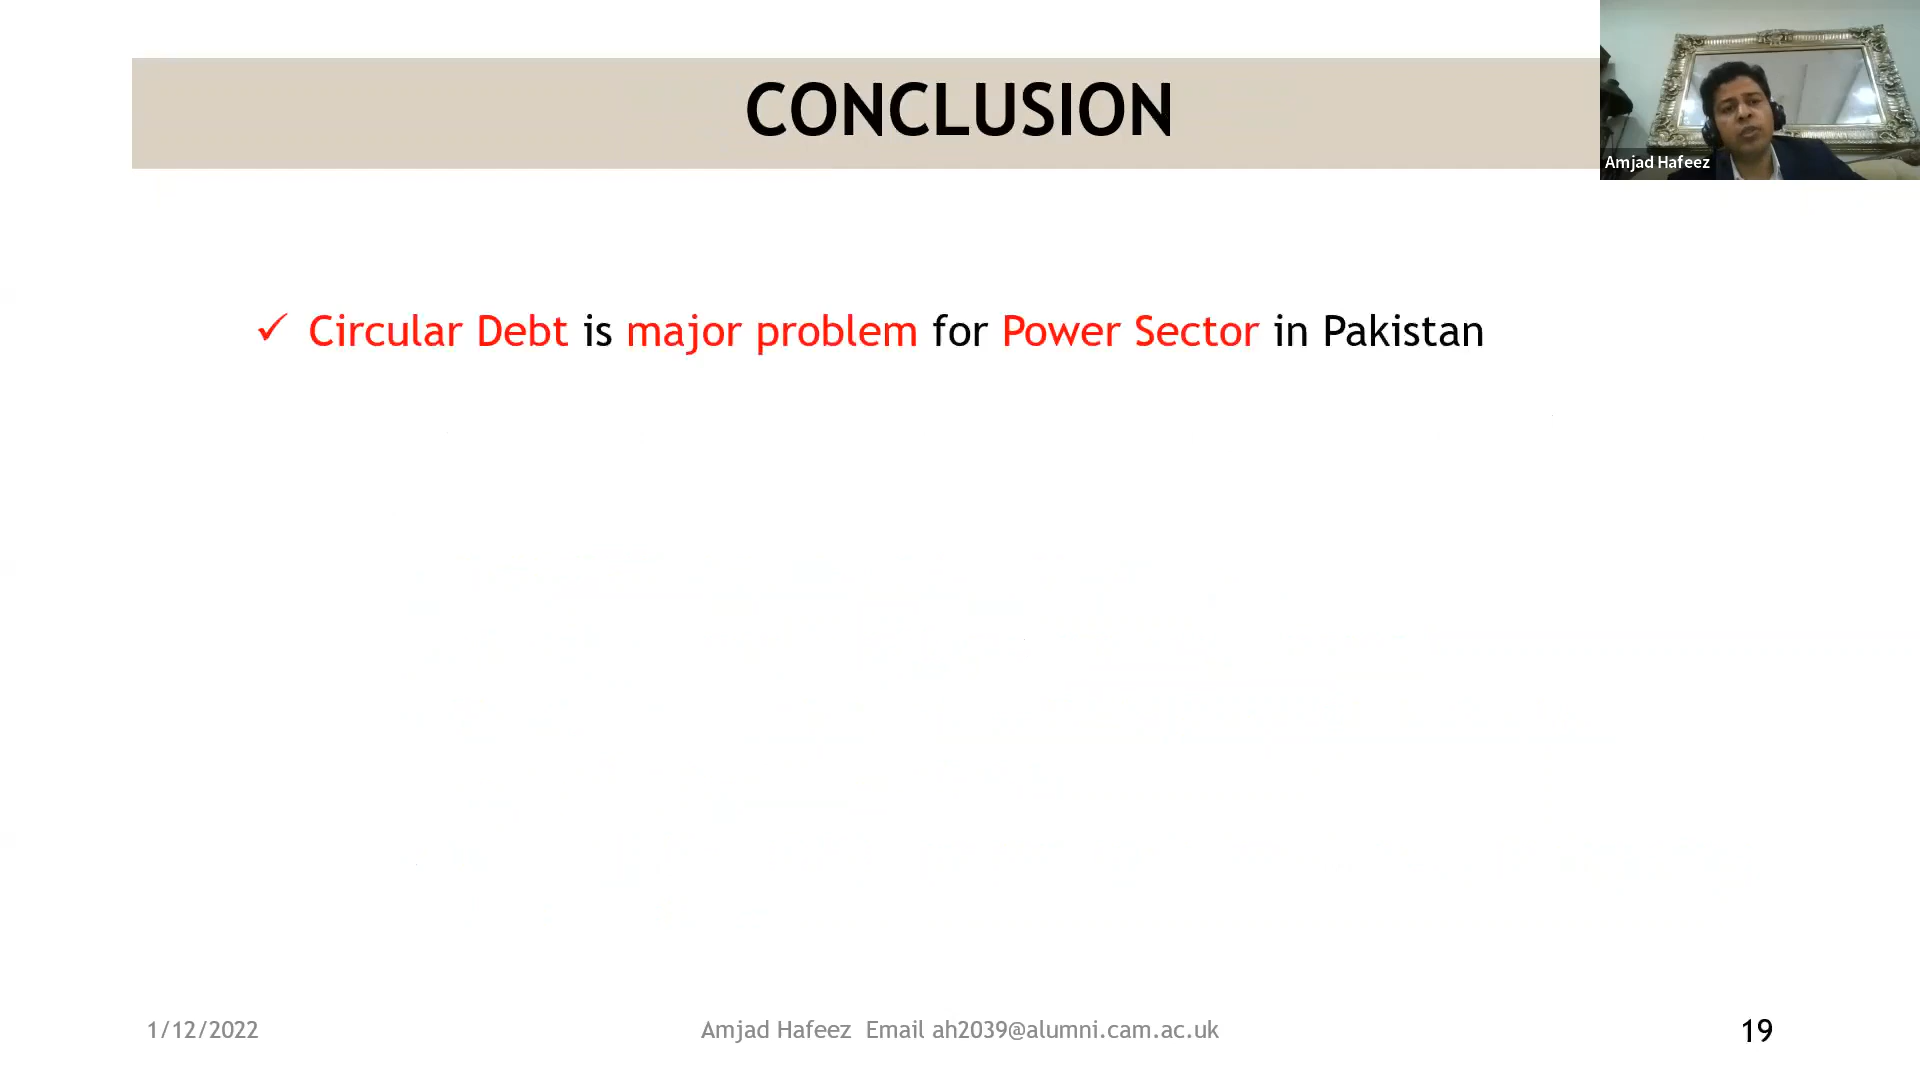 CONCLUSION
Amjad Hafeez
✓ Circular Debt is major problem for Power Sector in Pakistan
1/12/2022
Amjad Hafeez Email ah2039@alumni.cam.ac.uk
19